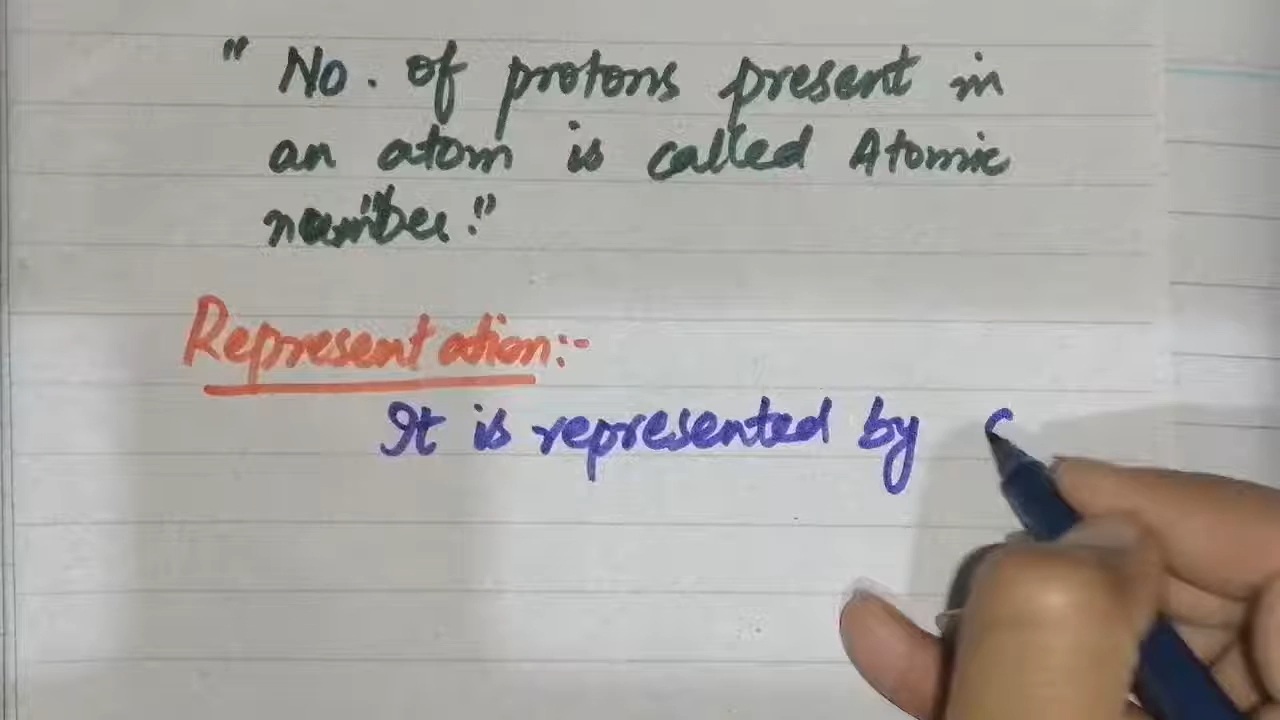 " No. of protons present in
an atom is called Atomic
number."
Representation:-
It is represented by